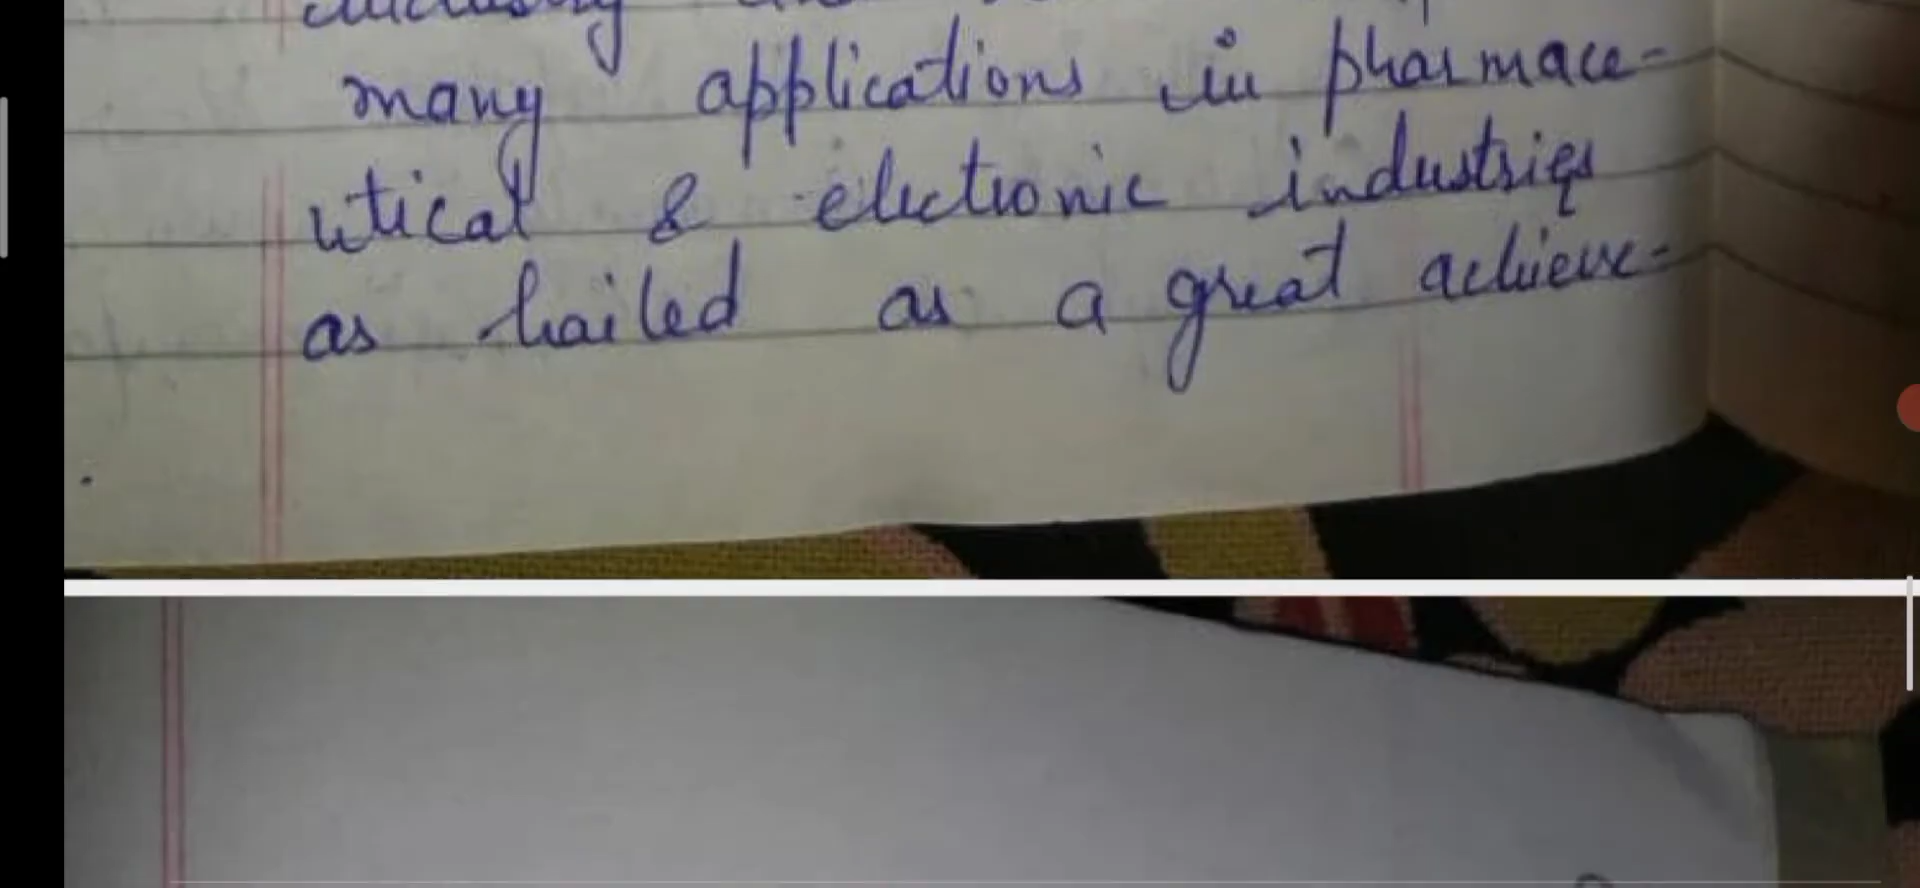 many applications in pharmace-
utical & electronic industries
as hailed as a great achieve-